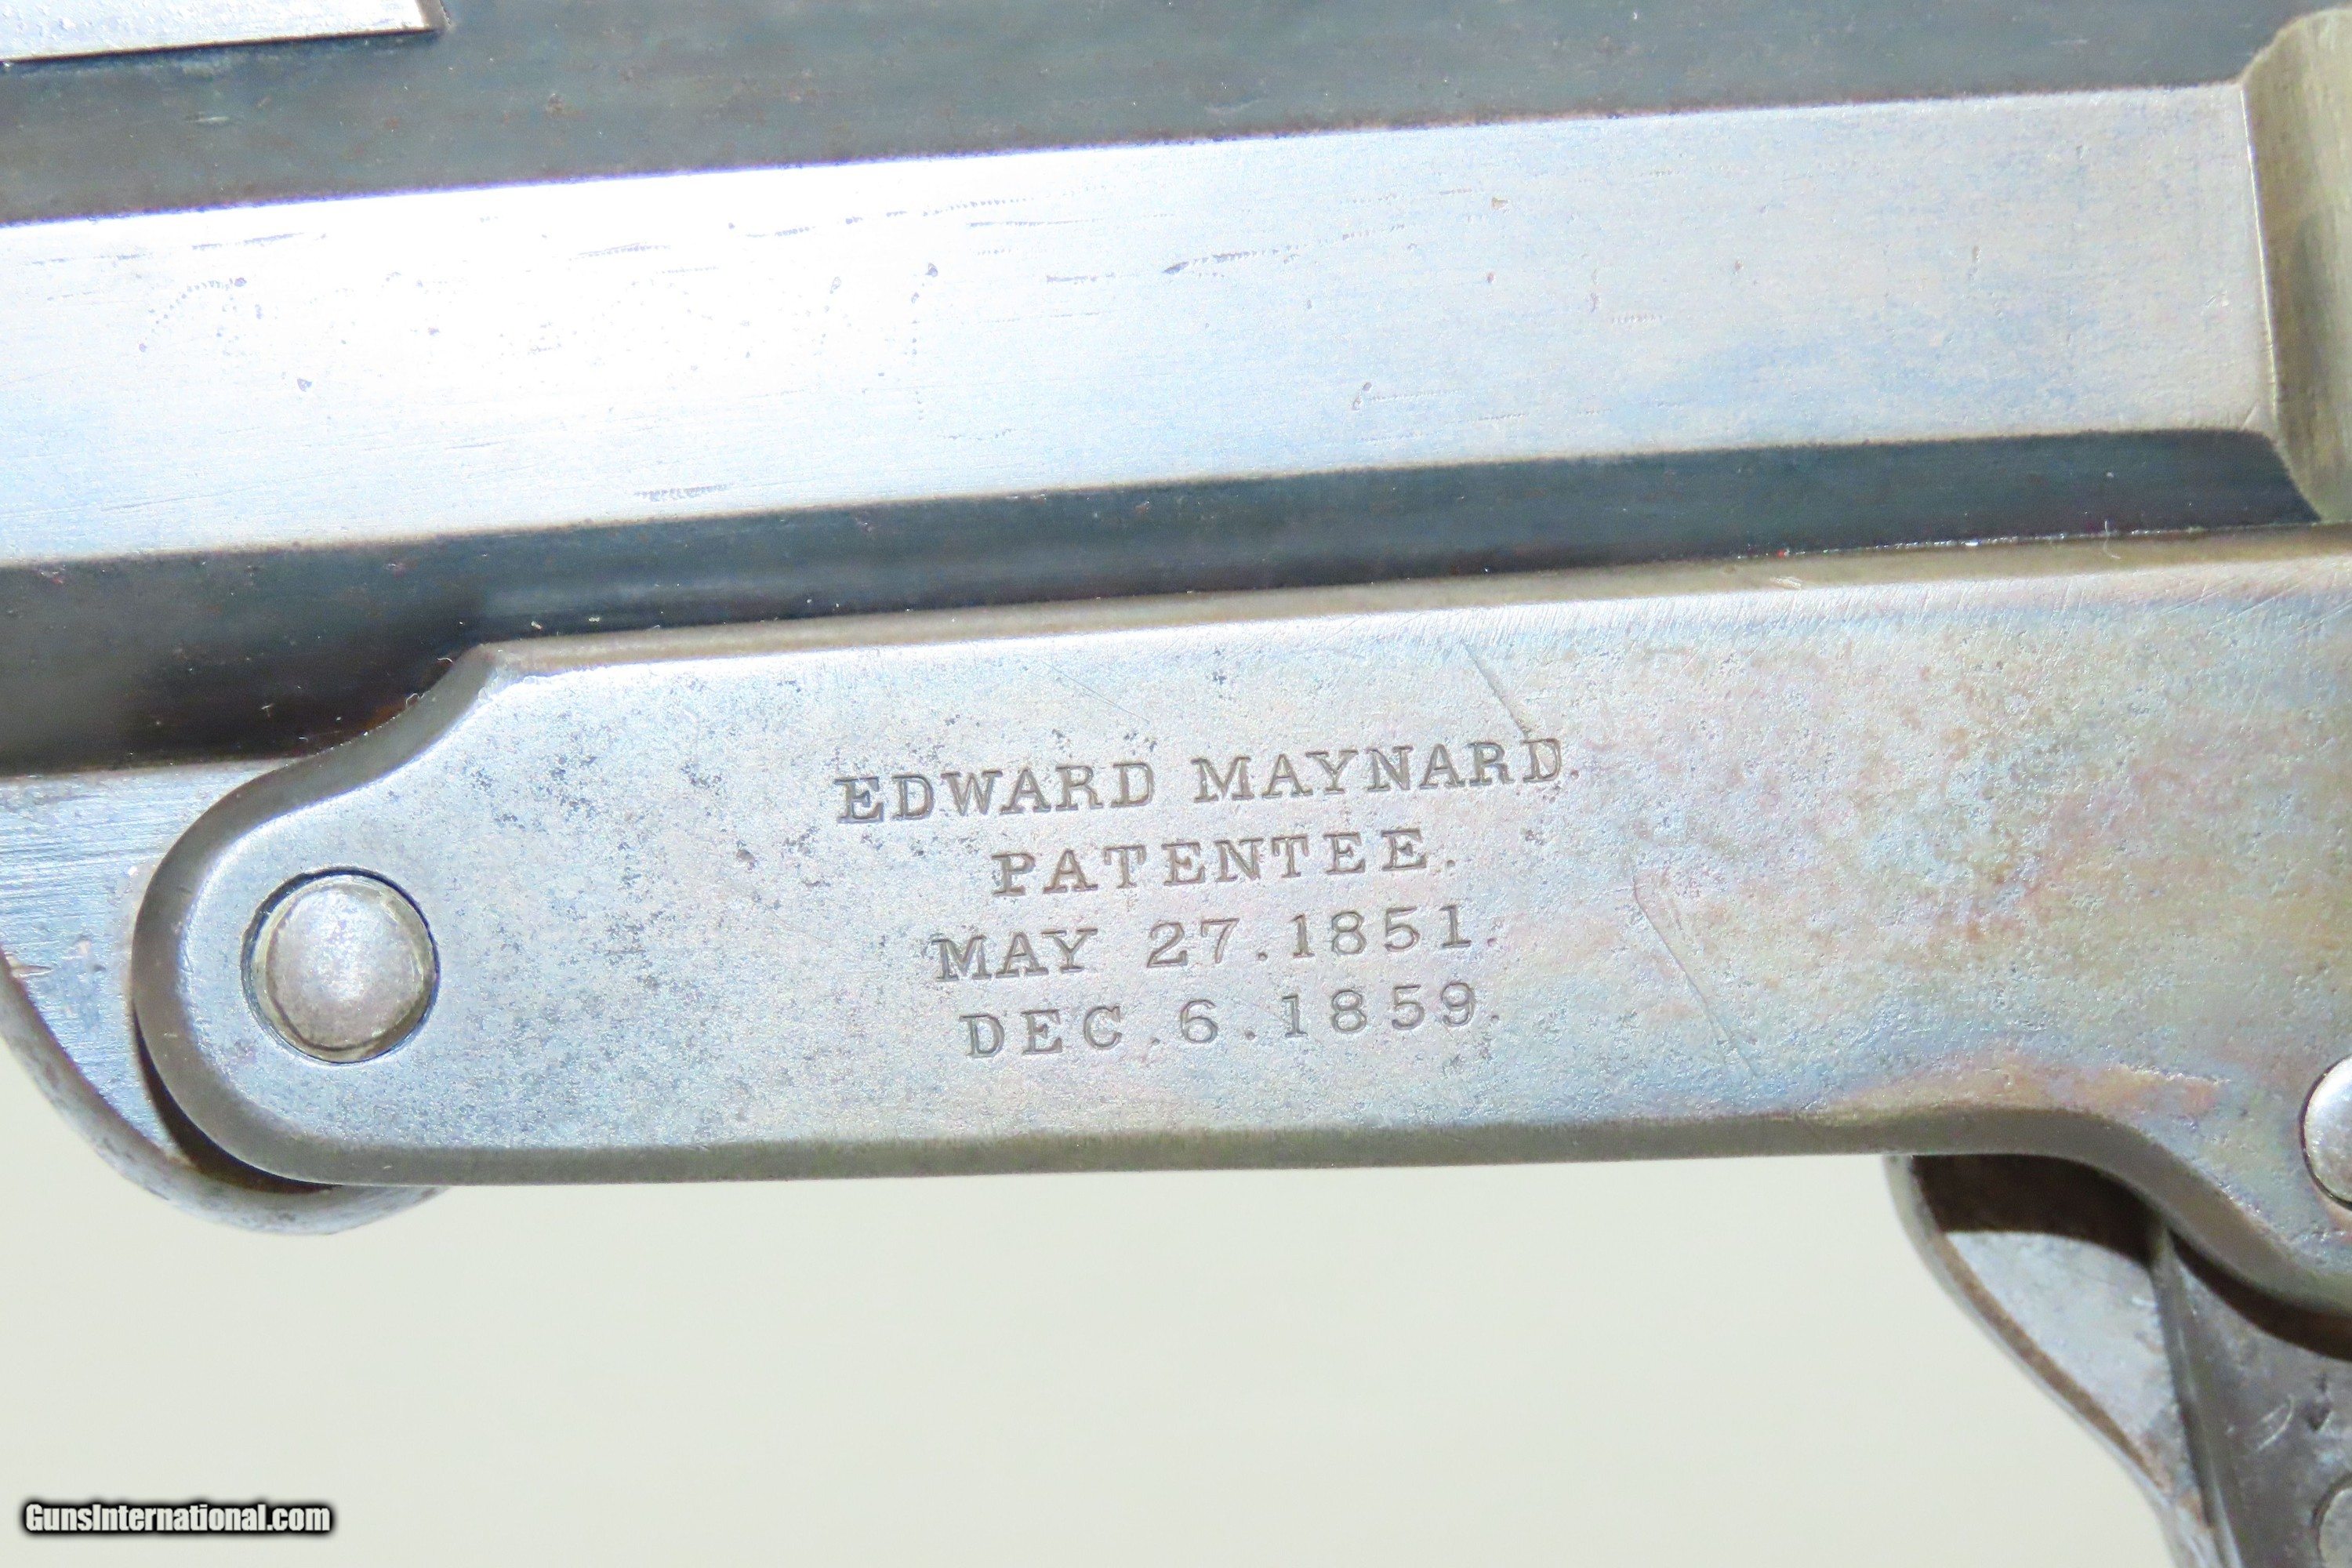 EDWARD MAYNARD.
PATENTEE.
MAY 27.1851.
DEC.6.1859.
GunsInternational.com